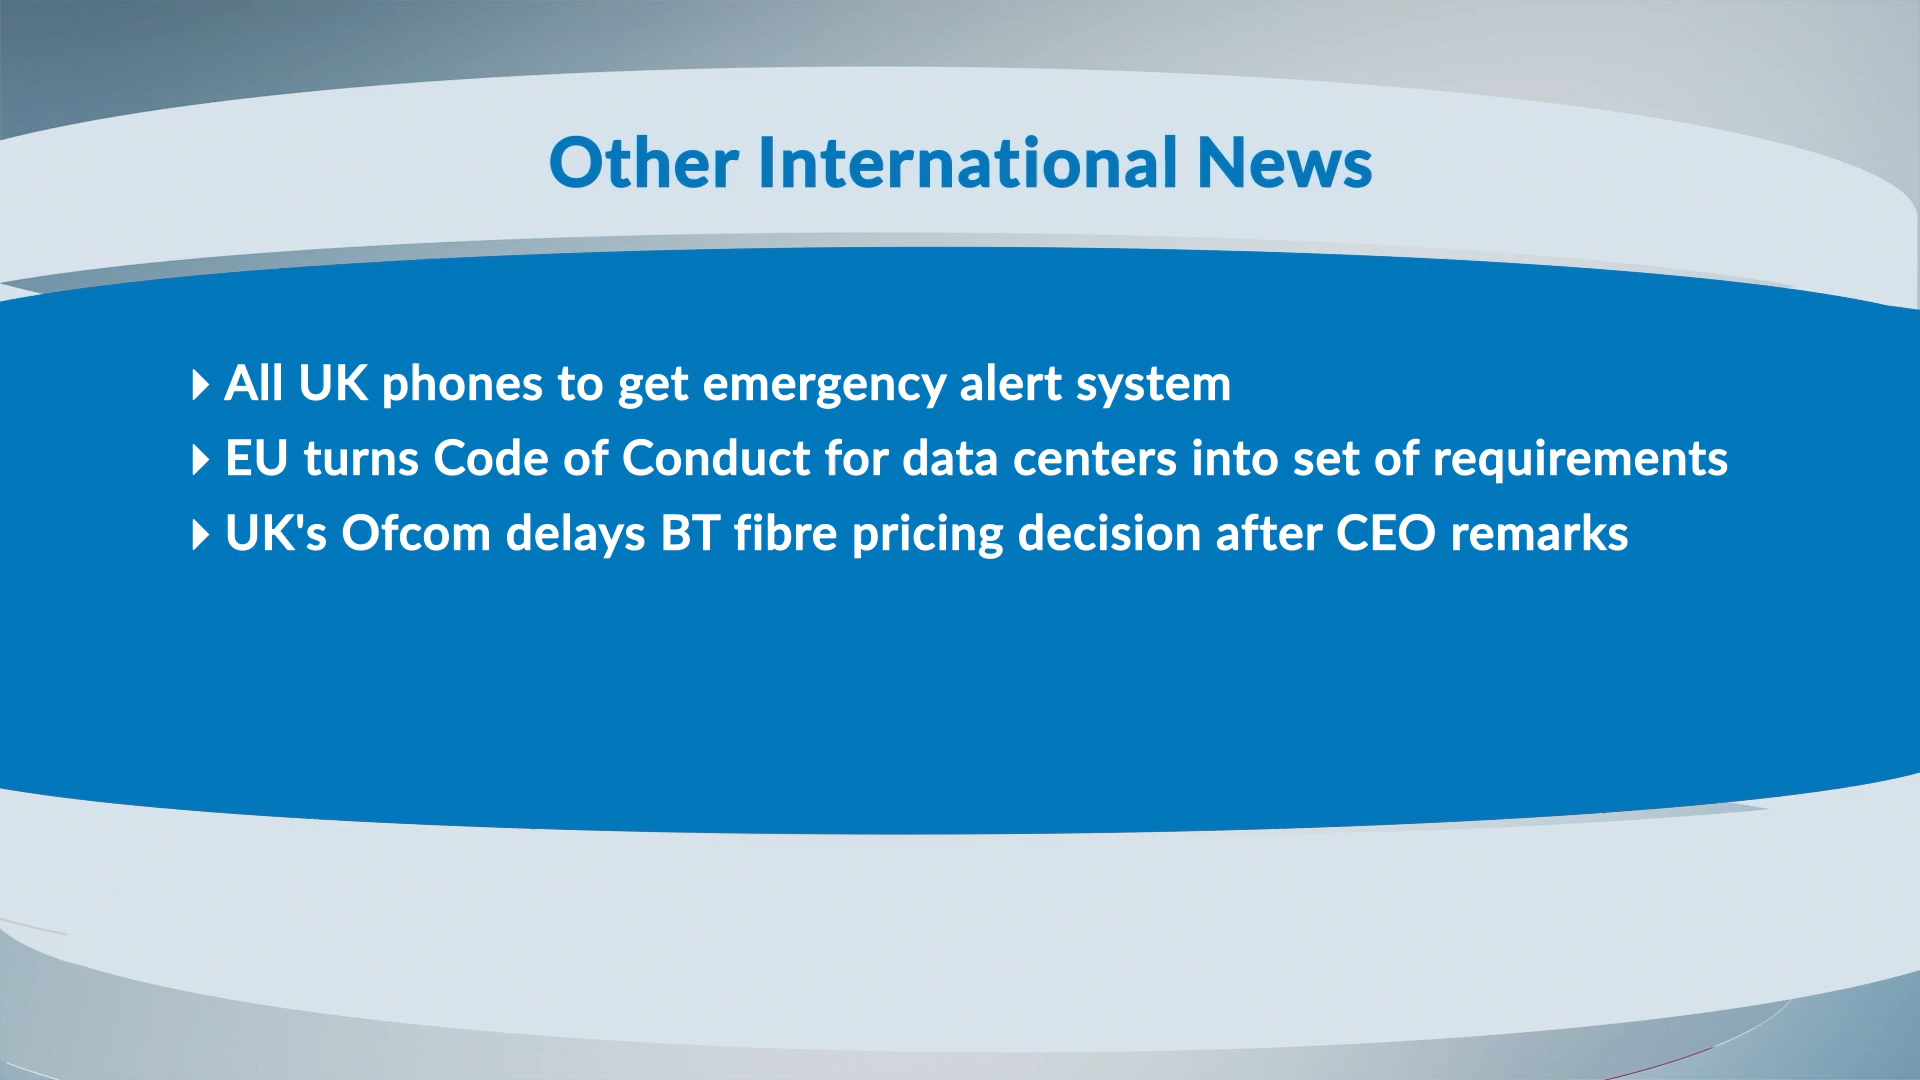 Other International News
All UK phones to get emergency alert system
EU turns Code of Conduct for data centers into set of requirements
UK's Ofcom delays BT fibre pricing decision after CEO remarks